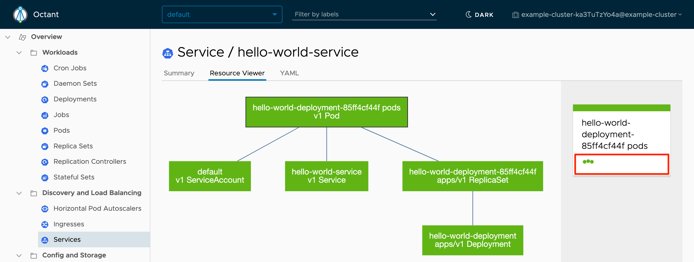 Octant
default
Filter by labels
DARK
example-cluster-ka3TuTzYo4a@example-cluster
Overview
Workloads
Cron Jobs
Daemon Sets
Deployments
Jobs
Pods
Replica Sets
Replication Controllers
Stateful Sets
Discovery and Load Balancing
Horizontal Pod Autoscalers
Ingresses
Services
Config and Storage
Service / hello-world-service
Summary
Resource Viewer
YAML
hello-world-deployment-85ff4cf44f pods
v1 Pod
default
v1 ServiceAccount
hello-world-service
v1 Service
hello-world-deployment-85ff4cf44f
apps/v1 ReplicaSet
hello-world-deployment
apps/v1 Deployment
hello-world-
deployment-
85ff4cf44f pods